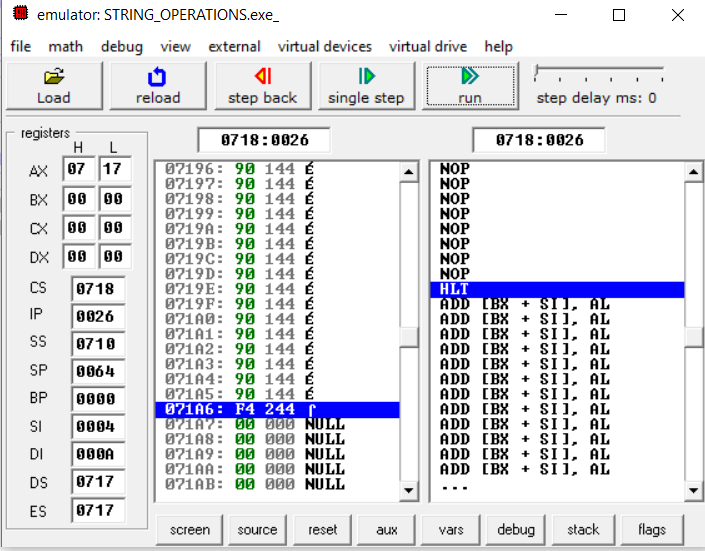 emulator: STRING_OPERATIONS.exe_
file math debug view external virtual devices virtual drive help
Load reload step back single step run step delay ms: 0
registers
H L
AX 07 17
BX 00 00
CX 00 00
DX 00 00
CS 0718
IP 0026
SS 0710
SP 0064
BP 0000
SI 0004
DI 000A
DS 0717
ES 0717
0718:0026
07196: 90 144 É
07197: 90 144 É
07198: 90 144 É
07199: 90 144 É
0719A: 90 144 É
0719B: 90 144 É
0719C: 90 144 É
0719D: 90 144 É
0719E: 90 144 É
0719F: 90 144 É
071A0: 90 144 É
071A1: 90 144 É
071A2: 90 144 É
071A3: 90 144 É
071A4: 90 144 É
071A5: 90 144 É
071A6: F4 244 ⌠
071A7: 00 000 NULL
071A8: 00 000 NULL
071A9: 00 000 NULL
071AA: 00 000 NULL
071AB: 00 000 NULL
0718:0026
NOP
NOP
NOP
NOP
NOP
NOP
NOP
NOP
HLT
ADD [BX + SI], AL
ADD [BX + SI], AL
ADD [BX + SI], AL
ADD [BX + SI], AL
ADD [BX + SI], AL
ADD [BX + SI], AL
ADD [BX + SI], AL
ADD [BX + SI], AL
ADD [BX + SI], AL
ADD [BX + SI], AL
ADD [BX + SI], AL
ADD [BX + SI], AL
...
screen source reset aux vars debug stack flags